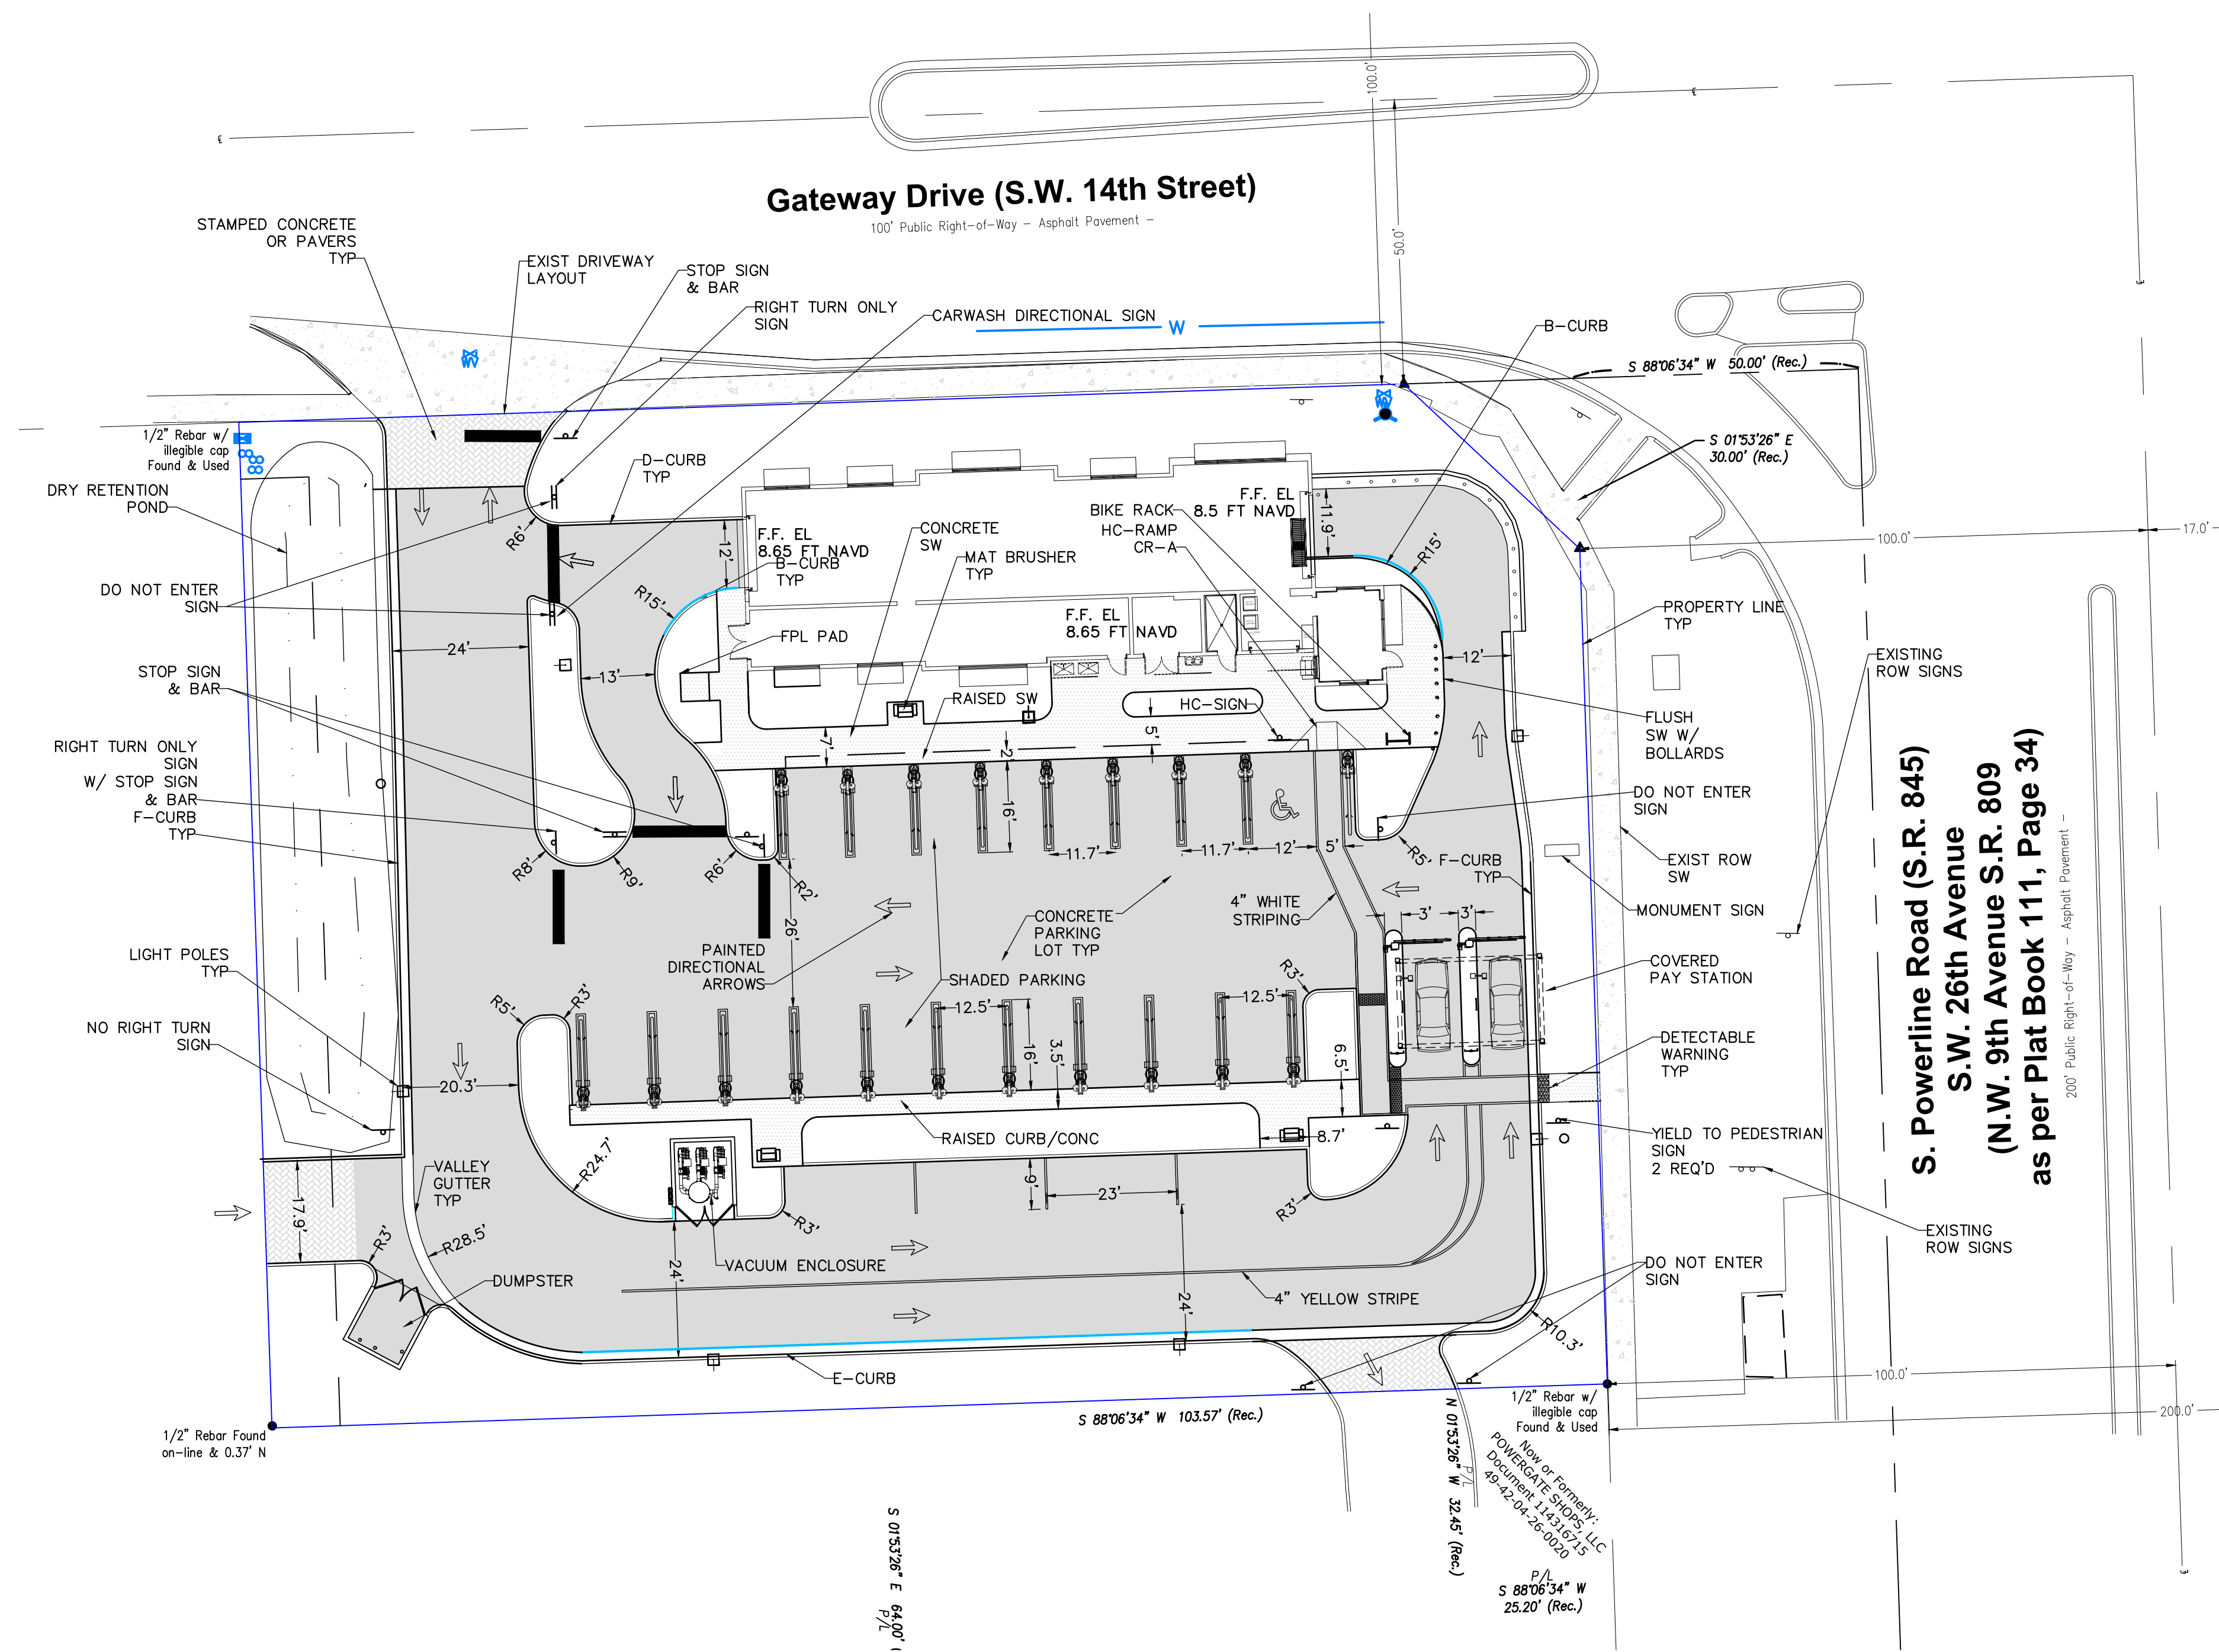 100.0'
50.0'
Gateway Drive (S.W. 14th Street)
100' Public Right-of-Way - Asphalt Pavement -
STAMPED CONCRETE
OR PAVERS
TYP
EXIST DRIVEWAY
LAYOUT
STOP SIGN
& BAR
RIGHT TURN ONLY
SIGN
CARWASH DIRECTIONAL SIGN
W
B-CURB
S 88°06'34" W 50.00' (Rec.)
WV
1/2" Rebar w/
illegible cap
Found & Used
S 01°53'26" E
30.00' (Rec.)
D-CURB
TYP
DRY RETENTION
POND
BIKE RACK
HC-RAMP
CR-A
F.F. EL
8.5 FT NAVD
11.9'
R15'
100.0'
17.0'
R6'
12'
F.F. EL
8.65 FT NAVD
B-CURB
TYP
CONCRETE
SW
MAT BRUSHER
TYP
DO NOT ENTER
SIGN
R15'
FPL PAD
F.F. EL
8.65 FT NAVD
PROPERTY LINE
TYP
24'
13'
12'
EXISTING
ROW SIGNS
STOP SIGN
& BAR
RAISED SW
HC-SIGN
7'
2'
5'
FLUSH
SW W/
BOLLARDS
RIGHT TURN ONLY
SIGN
W/ STOP SIGN
& BAR
F-CURB
TYP
16'
DO NOT ENTER
SIGN
R8'
R9'
R6'
R2'
11.7'
11.7'
12'
5'
R5'
F-CURB
TYP
EXIST ROW
SW
26'
CONCRETE
PARKING
LOT TYP
4" WHITE
STRIPING
3'
3'
MONUMENT SIGN
LIGHT POLES
TYP
PAINTED
DIRECTIONAL
ARROWS
SHADED PARKING
COVERED
PAY STATION
R5'
R3'
12.5'
12.5'
R3'
NO RIGHT TURN
SIGN
16'
3.5'
6.5'
DETECTABLE
WARNING
TYP
20.3'
RAISED CURB/CONC
8.7'
YIELD TO PEDESTRIAN
SIGN
2 REQ'D
VALLEY
GUTTER
TYP
R24.7'
9'
23'
17.9'
R3'
R28.5'
R3'
R3'
EXISTING
ROW SIGNS
DUMPSTER
VACUUM ENCLOSURE
24'
24'
4" YELLOW STRIPE
DO NOT ENTER
SIGN
R10.3'
E-CURB
100.0'
1/2" Rebar Found
on-line & 0.37' N
S 88°06'34" W 103.57' (Rec.)
1/2" Rebar w/
illegible cap
Found & Used
200.0'
N 01°53'26" W 32.45' (Rec.)
P/L
Now or Formerly:
POWERGATE SHOPS, LLC
Document 114316715
49-42-04-26-0020
S 01°53'26" E 64.00' (
P/L
P/L
S 88°06'34" W
25.20' (Rec.)
S. Powerline Road (S.R. 845)
S.W. 26th Avenue
(N.W. 9th Avenue S.R. 809
as per Plat Book 111, Page 34)
200' Public Right-of-Way - Asphalt Pavement -